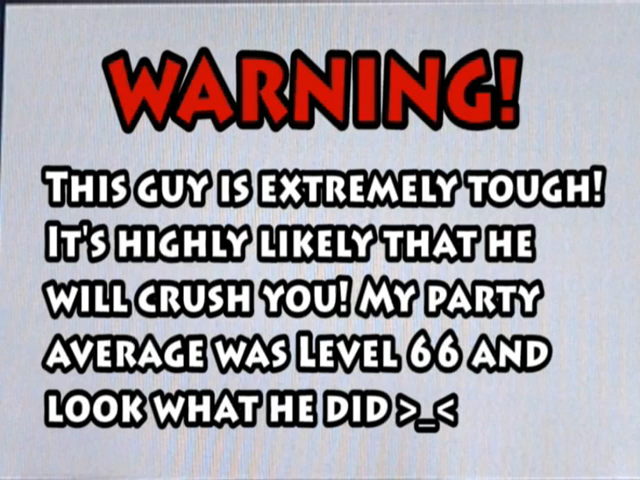 WARNING!
THIS GUY IS EXTREMELY TOUGH!
IT'S HIGHLY LIKELY THAT HE
WILL CRUSH YOU! MY PARTY
AVERAGE WAS LEVEL 66 AND
LOOK WHAT HE DID >_<